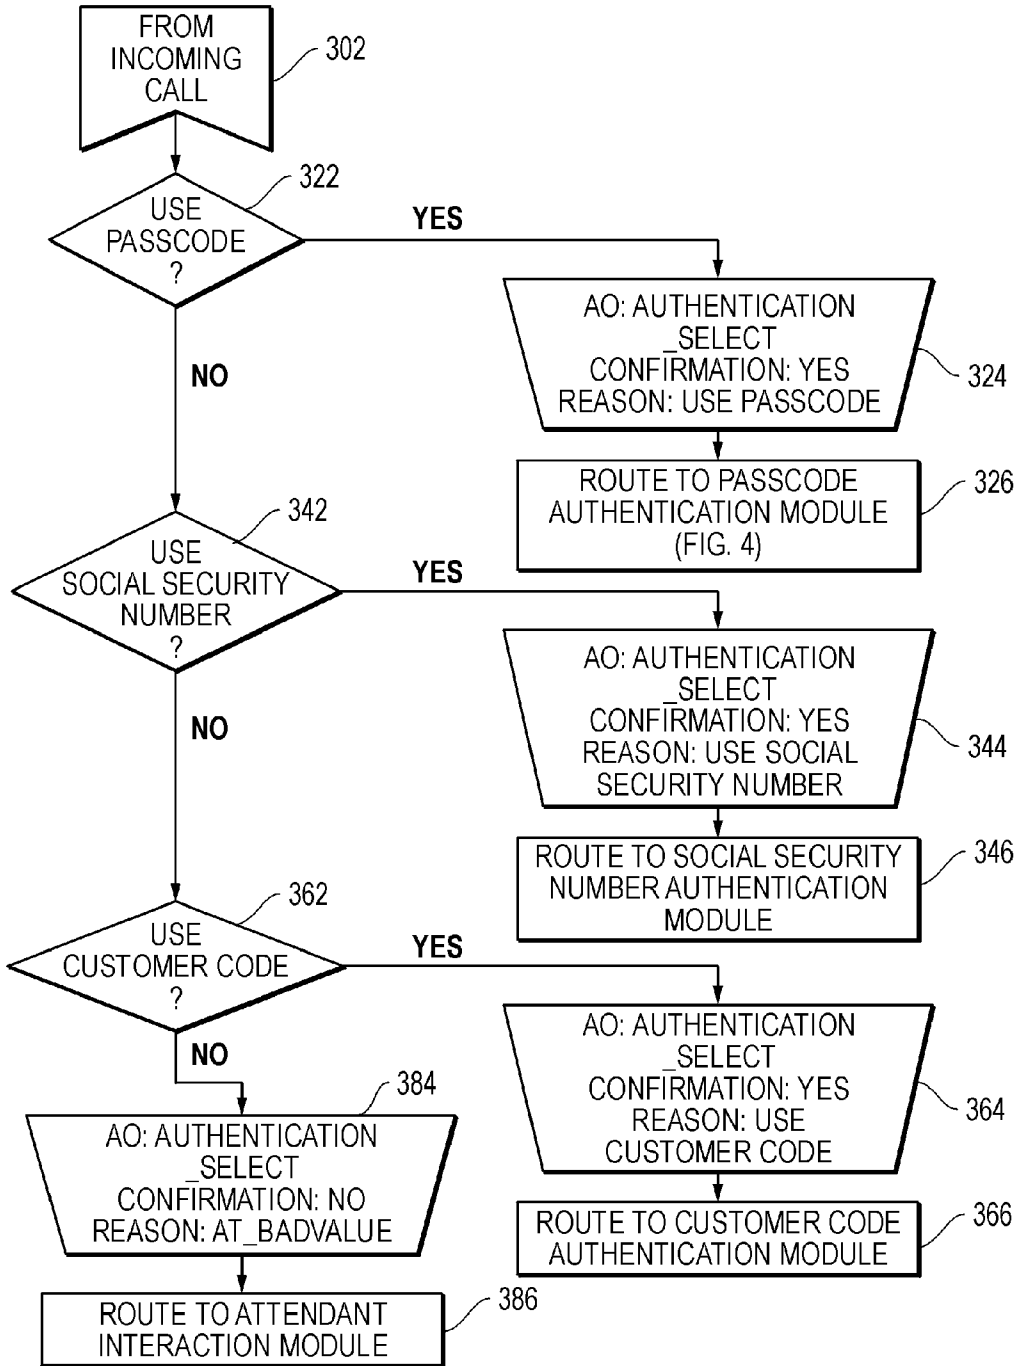 FROM
INCOMING
CALL
302
322
USE
PASSCODE
?
YES
NO
AO: AUTHENTICATION
_SELECT
CONFIRMATION: YES
REASON: USE PASSCODE
324
ROUTE TO PASSCODE
AUTHENTICATION MODULE
(FIG. 4)
326
342
USE
SOCIAL SECURITY
NUMBER
?
YES
NO
AO: AUTHENTICATION
_SELECT
CONFIRMATION: YES
REASON: USE SOCIAL
SECURITY NUMBER
344
ROUTE TO SOCIAL SECURITY
NUMBER AUTHENTICATION
MODULE
346
362
USE
CUSTOMER CODE
?
YES
NO
AO: AUTHENTICATION
_SELECT
CONFIRMATION: YES
REASON: USE
CUSTOMER CODE
364
ROUTE TO CUSTOMER CODE
AUTHENTICATION MODULE
366
384
AO: AUTHENTICATION
_SELECT
CONFIRMATION: NO
REASON: AT_BADVALUE
ROUTE TO ATTENDANT
INTERACTION MODULE
386